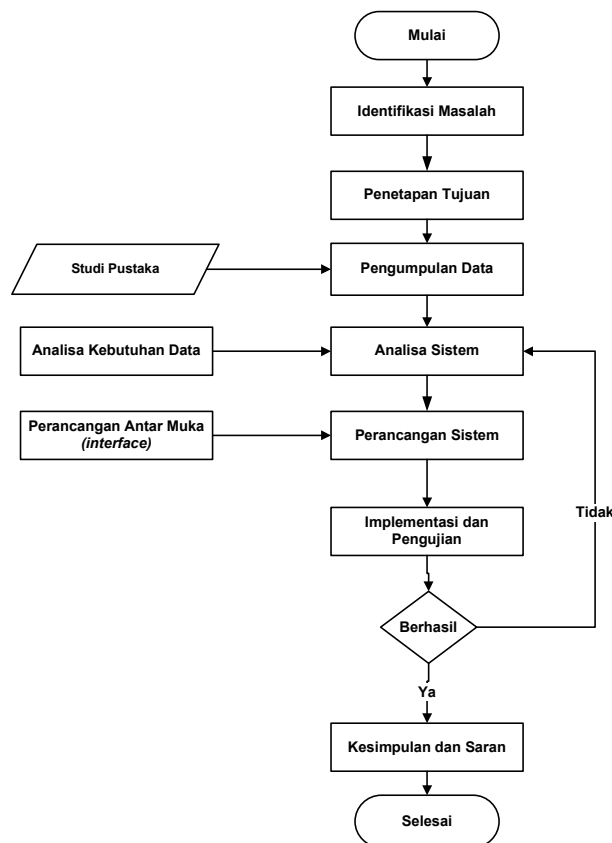 Mulai
Identifikasi Masalah
Penetapan Tujuan
Studi Pustaka
Pengumpulan Data
Analisa Kebutuhan Data
Analisa Sistem
Perancangan Antar Muka
(interface)
Perancangan Sistem
Implementasi dan
Pengujian
Tidak
Berhasil
Ya
Kesimpulan dan Saran
Selesai